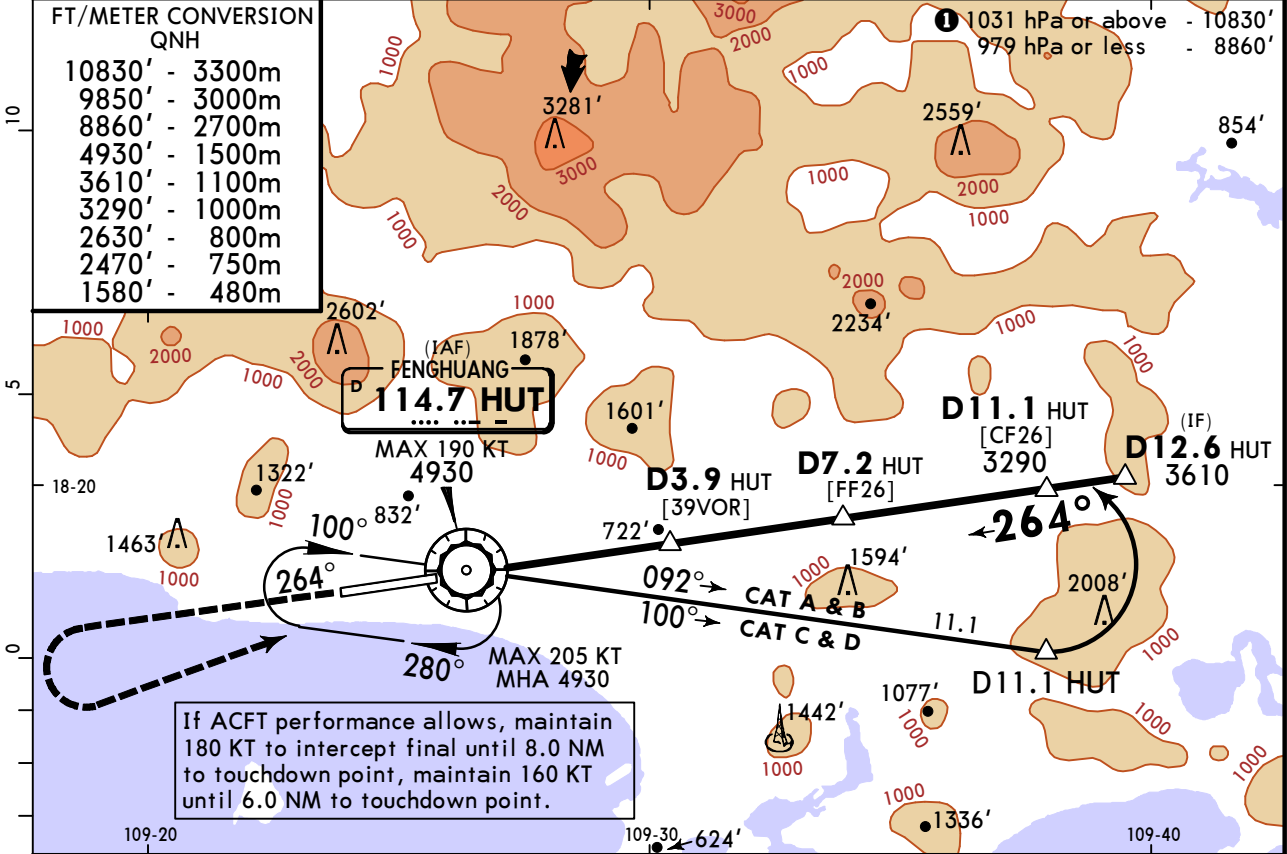 FT/METER CONVERSION
QNH
10830' - 3300m
9850' - 3000m
8860' - 2700m
4930' - 1500m
3610' - 1100m
3290' - 1000m
2630' - 800m
2470' - 750m
1580' - 480m
❶ 1031 hPa or above - 10830'
979 hPa or less - 8860'
3000
2000
1000
1000
3281'
3000
2000
1000
2559'
2000
1000
1000
854'
10
2000
2234'
1000
1000
1000
2000
2602'
2000
1000
1000
1878'
(IAF)
FENGHUANG
D 114.7 HUT
MAX 190 KT
4930
5
1601'
1000
D11.1 HUT
[CF26]
3290
(IF)
D12.6 HUT
3610
D7.2 HUT
[FF26]
D3.9 HUT
[39VOR]
722'
1322'
1000
18-20
832'
1463'
1000
100°
264°
264°
1000
1594'
092°
CAT A & B
100°
CAT C & D
11.1
2008'
1000
D11.1 HUT
0
280°
MAX 205 KT
MHA 4930
If ACFT performance allows, maintain
180 KT to intercept final until 8.0 NM
to touchdown point, maintain 160 KT
until 6.0 NM to touchdown point.
1442'
1000
1077'
1000
1000
1000
1000
1336'
109-20
109-30
624'
109-40